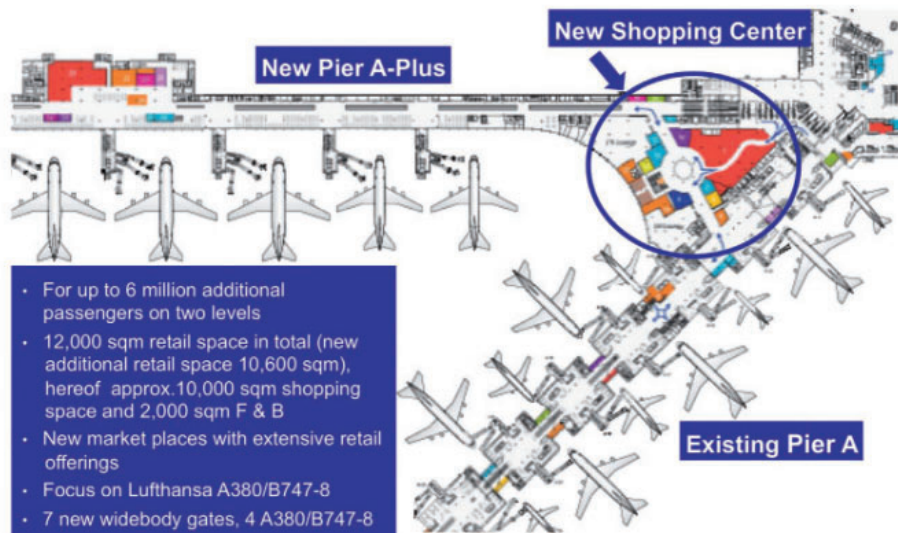 New Shopping Center
New Pier A-Plus
Existing Pier A
• For up to 6 million additional
passengers on two levels
• 12,000 sqm retail space in total (new
additional retail space 10,600 sqm),
hereof approx.10,000 sqm shopping
space and 2,000 sqm F & B
• New market places with extensive retail
offerings
• Focus on Lufthansa A380/B747-8
• 7 new widebody gates, 4 A380/B747-8